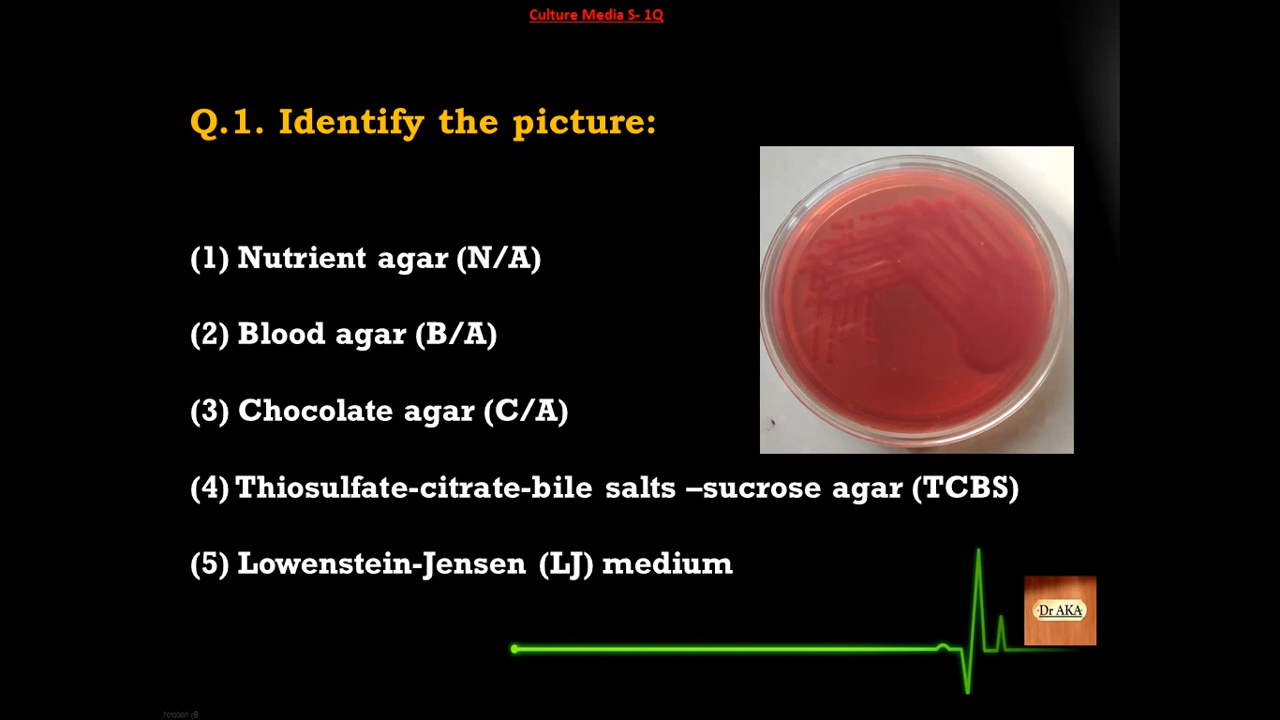 Culture Media S- 1Q
Q.1. Identify the picture:
(1) Nutrient agar (N/A)
(2) Blood agar (B/A)
(3) Chocolate agar (C/A)
(4) Thiosulfate-citrate-bile salts –sucrose agar (TCBS)
(5) Lowenstein-Jensen (LJ) medium
Dr AKA